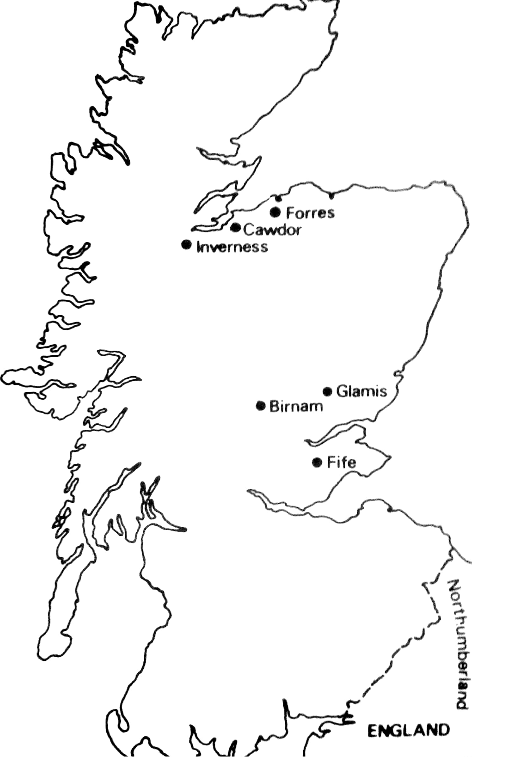 Forres
Cawdor
Inverness
Glamis
Birnam
Fife
Northumberland
ENGLAND